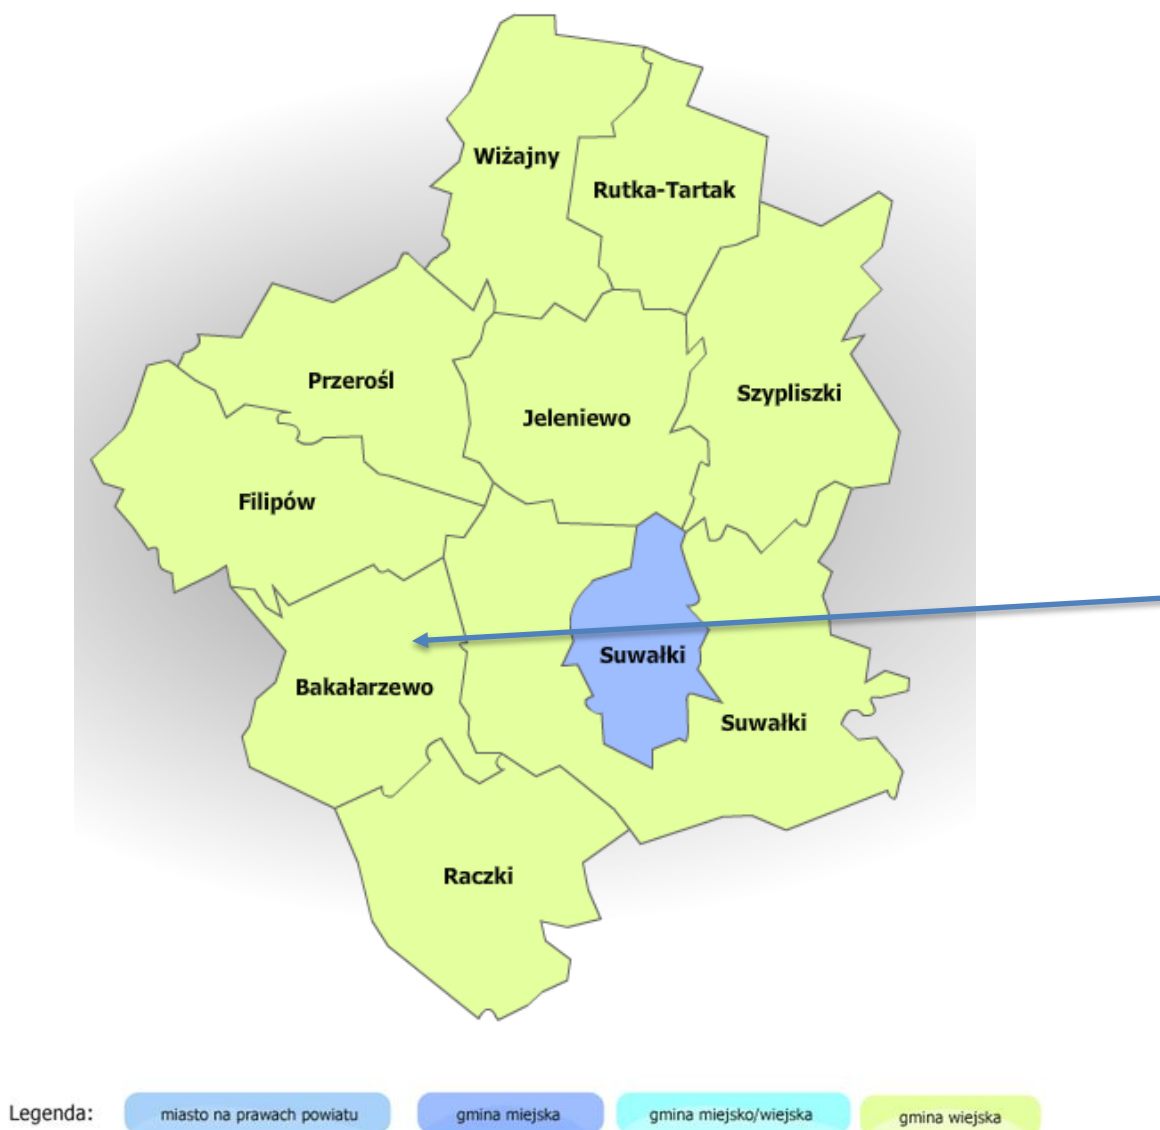 Wiżajny
Rutka-Tartak
Przerośl
Szypliszki
Jeleniewo
Filipów
Suwałki
Bakałarzewo
Suwałki
Raczki
Legenda:
miasto na prawach powiatu
gmina miejska
gmina miejsko/wiejska
gmina wiejska